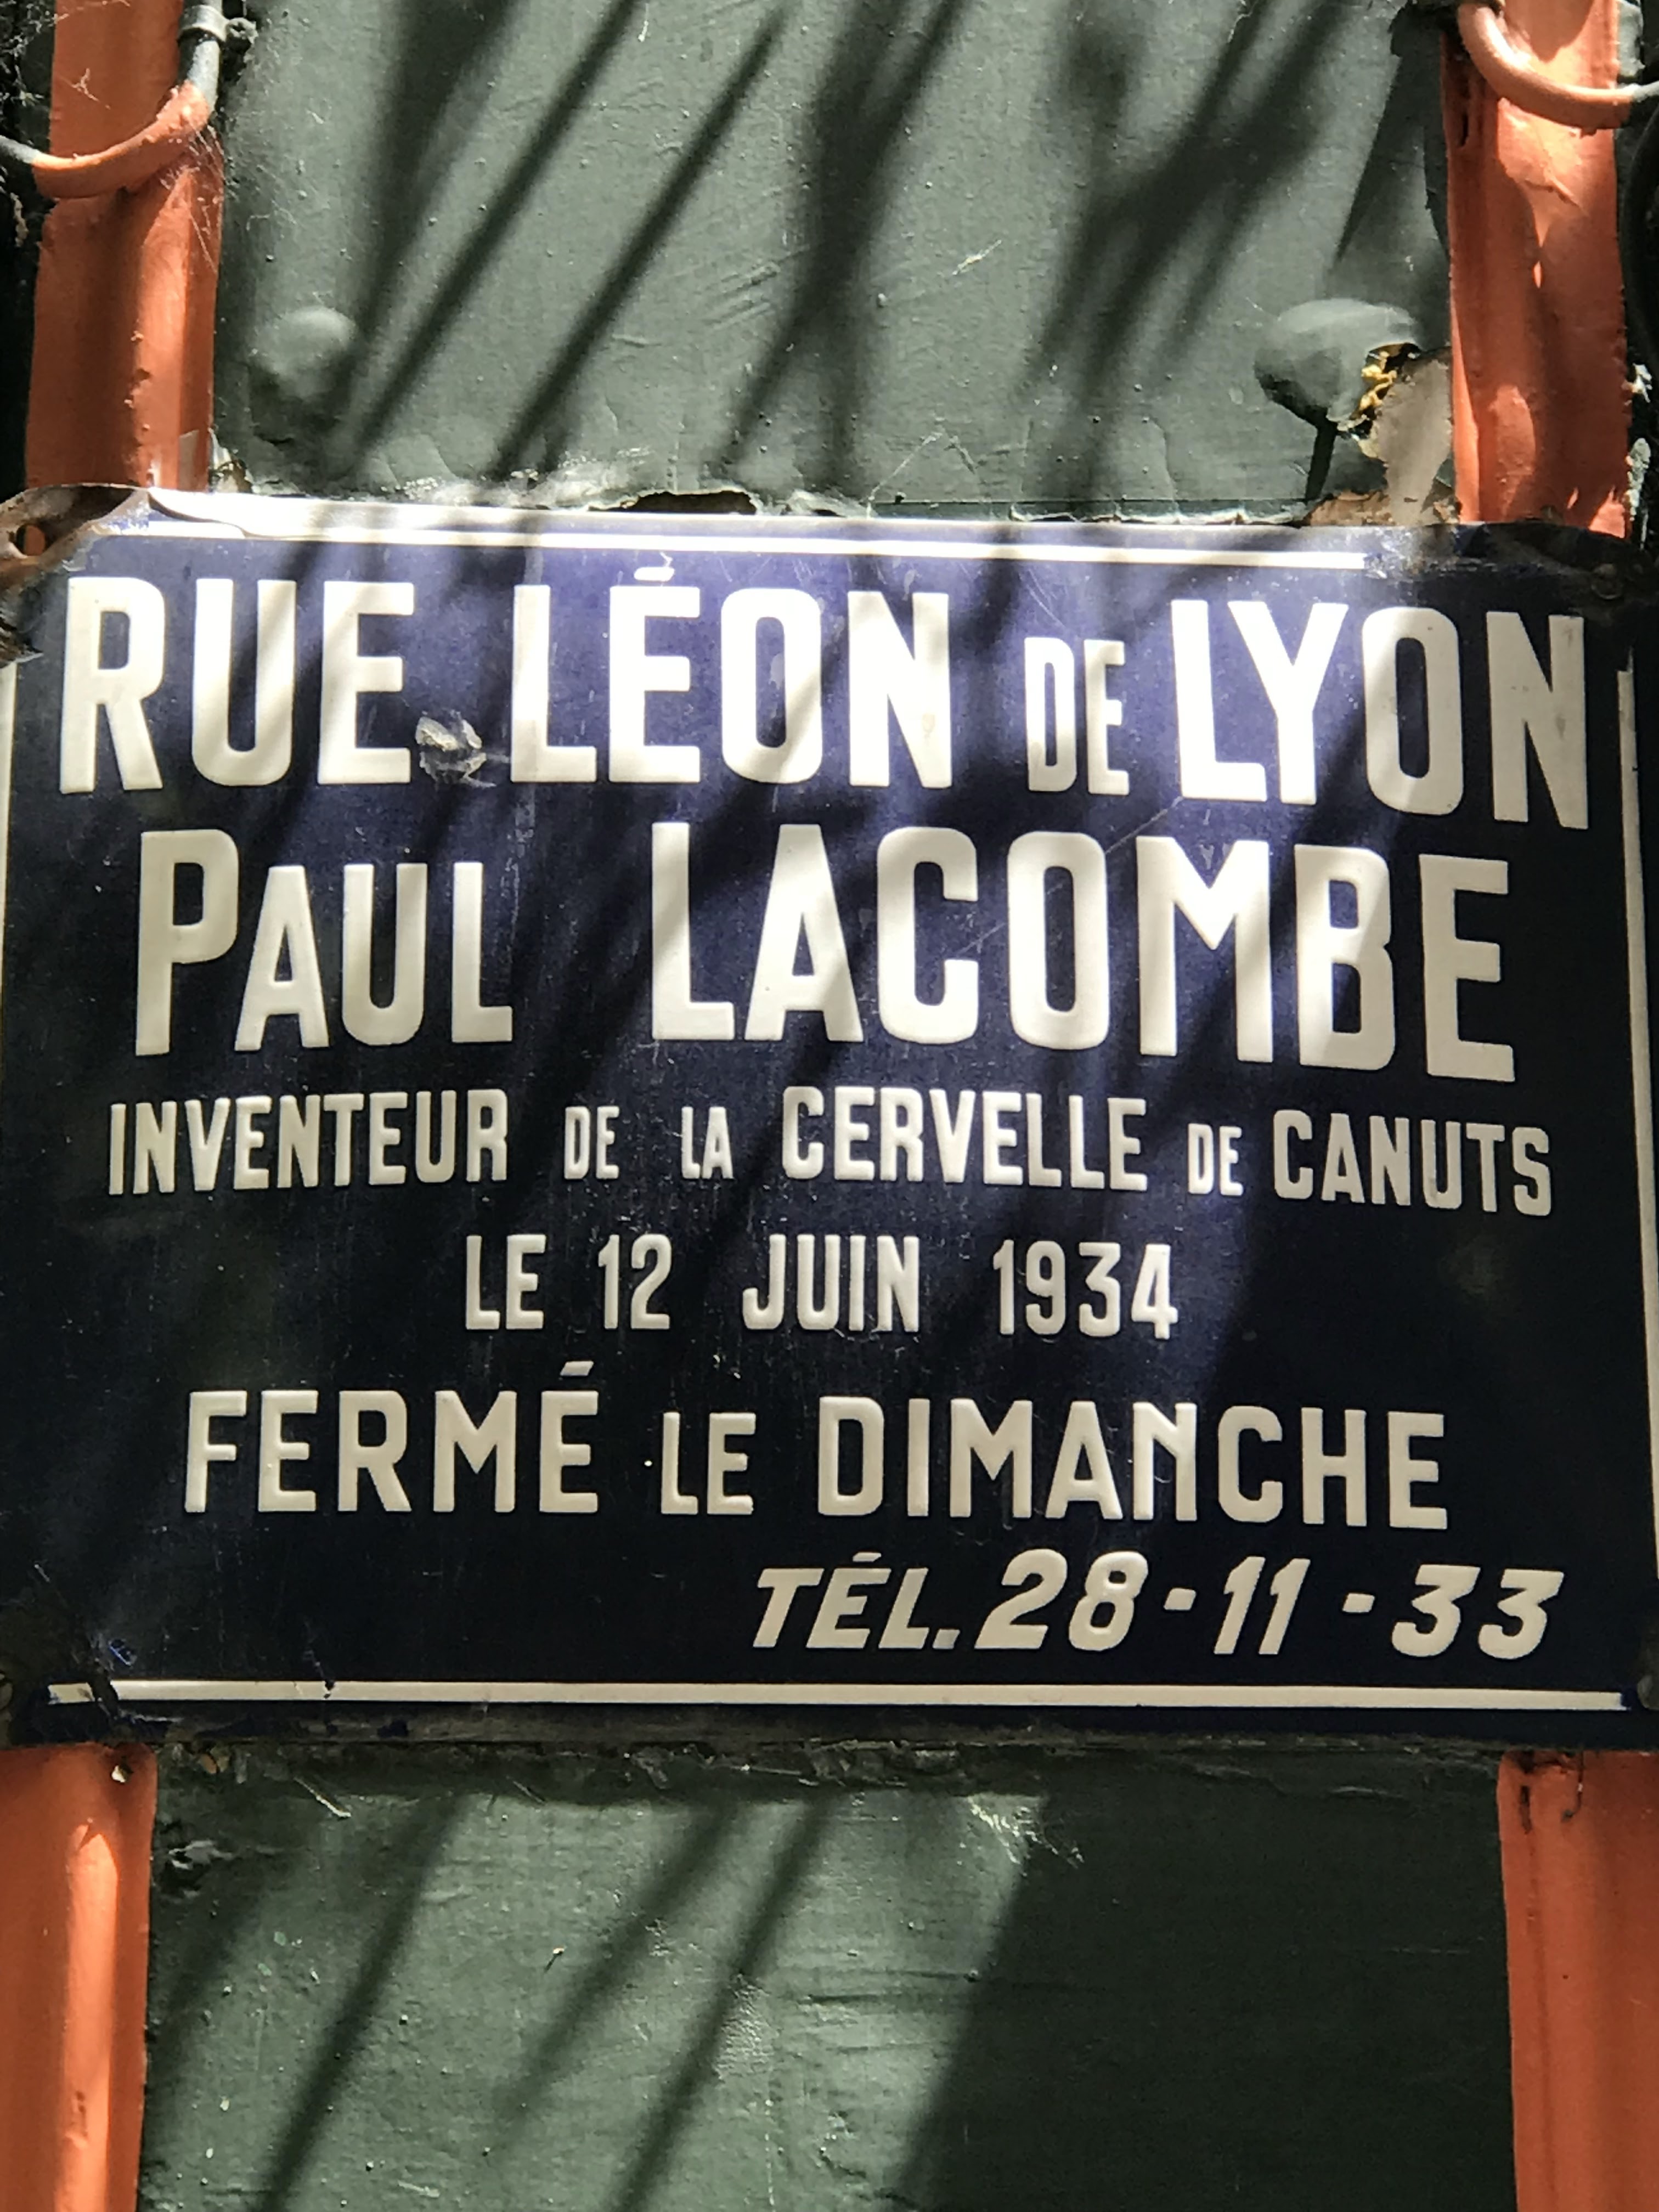 RUE LÉON DE LYON
PAUL LACOMBE
INVENTEUR DE LA CERVELLE DE CANUTS
LE 12 JUIN 1934
FERMÉ LE DIMANCHE
TÉL. 28-11-33